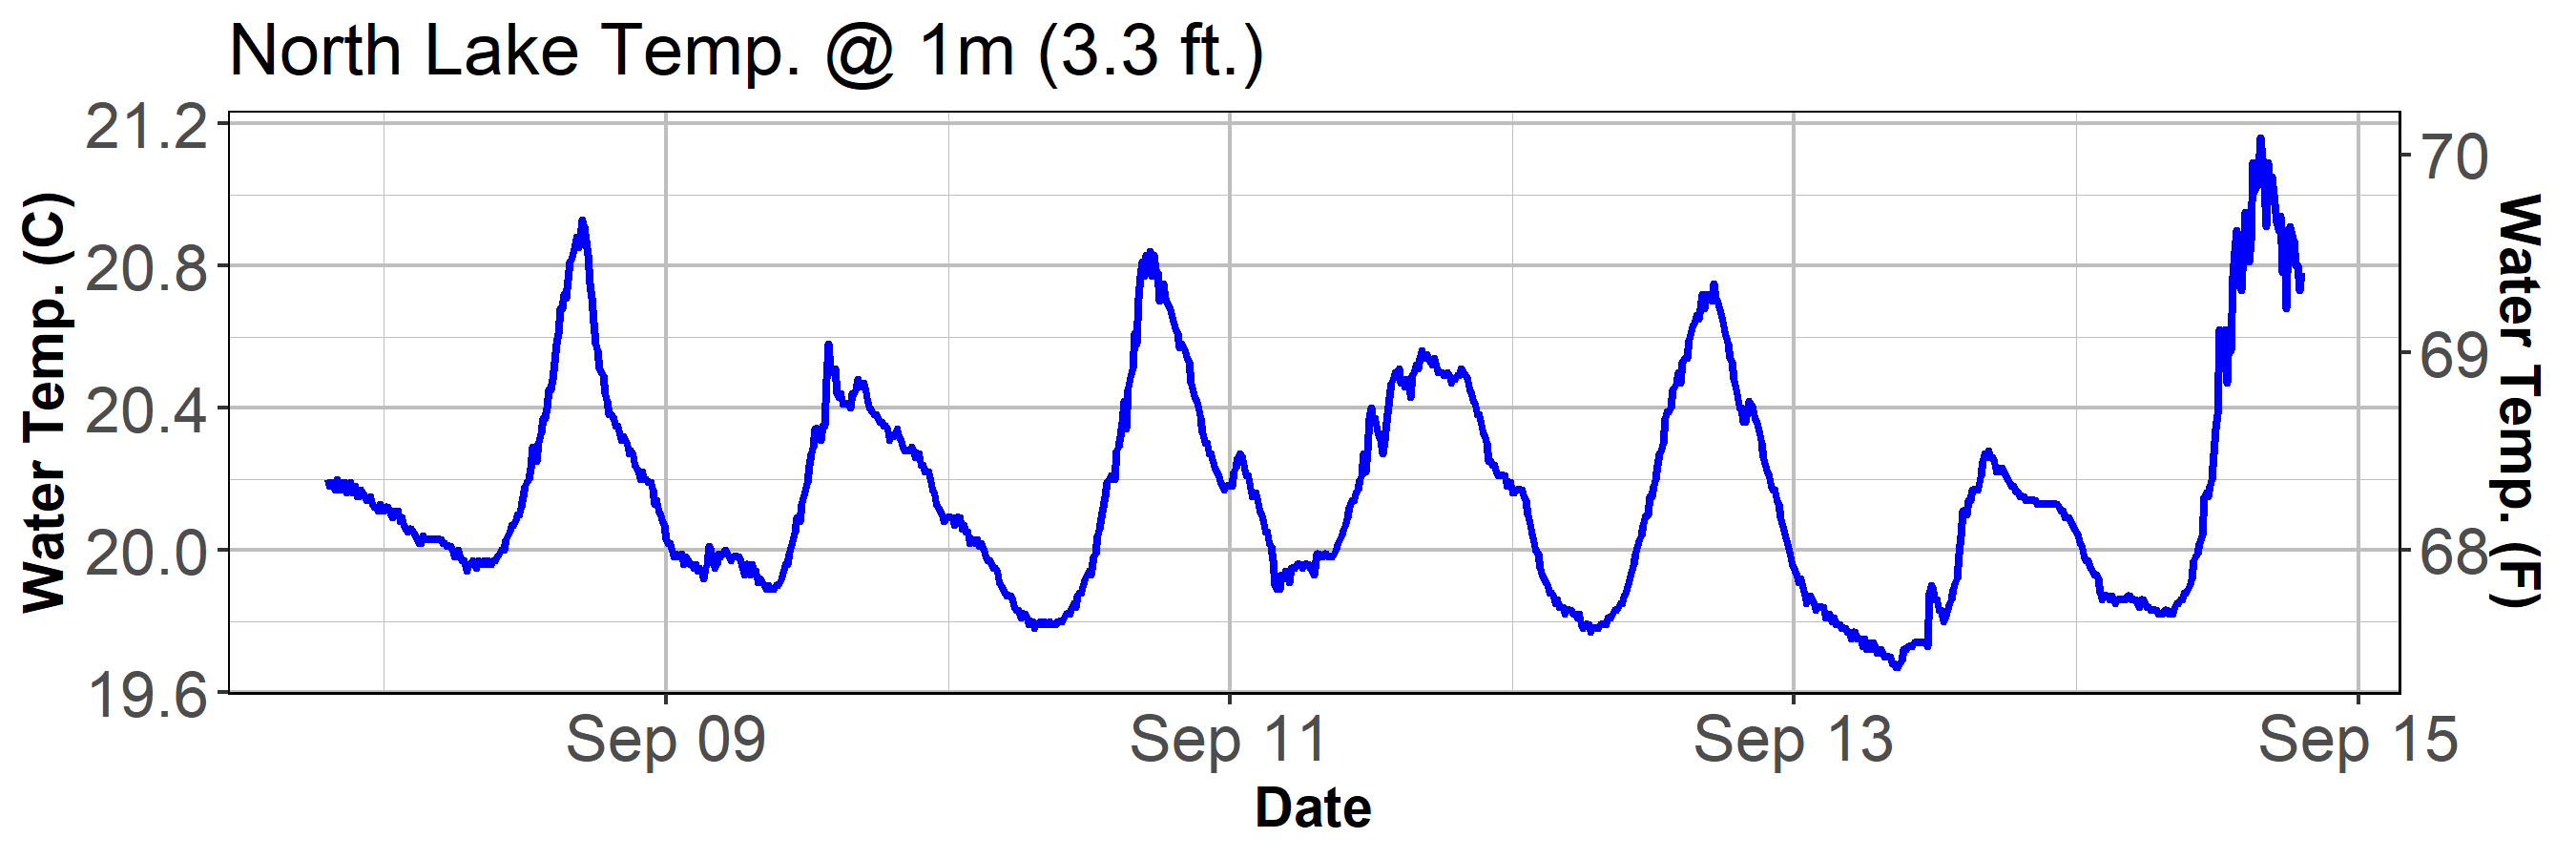 North Lake Temp. @ 1m (3.3 ft.)
21.2
20.8
20.4
20.0
19.6
Water Temp. (C)
70
69
68
Water Temp. (F)
Sep 09
Sep 11
Sep 13
Sep 15
Date